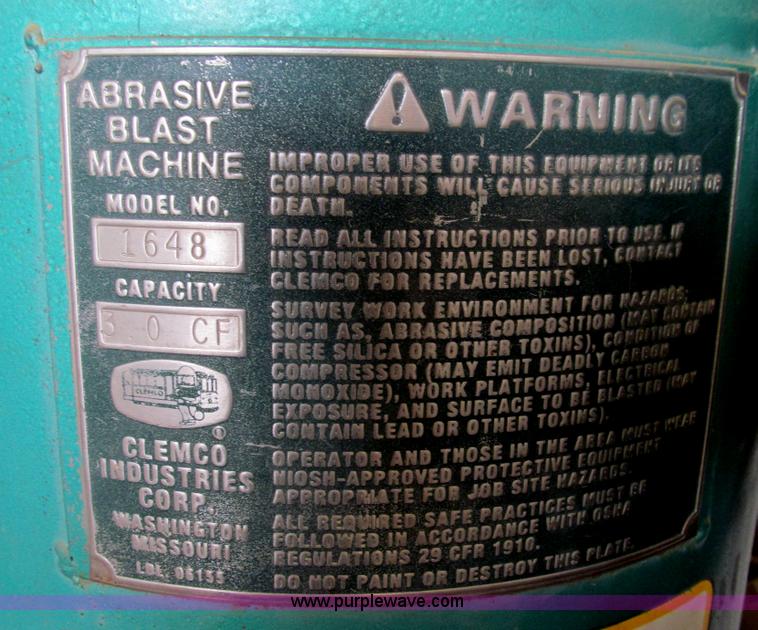 ABRASIVE
BLAST
MACHINE
MODEL NO.
1648
CAPACITY
3.0 CF
CLEMCO
®
CLEMCO
INDUSTRIES
CORP.
WASHINGTON
MISSOURI
LBL 06155
WARNING
IMPROPER USE OF THIS EQUIPMENT OR ITS
COMPONENTS WILL CAUSE SERIOUS INJURY OR
DEATH.
READ ALL INSTRUCTIONS PRIOR TO USE. IF
INSTRUCTIONS HAVE BEEN LOST, CONTACT
CLEMCO FOR REPLACEMENTS.
SURVEY WORK ENVIRONMENT FOR HAZARDS;
SUCH AS, ABRASIVE COMPOSITION (MAY CONTAIN
FREE SILICA OR OTHER TOXINS), CONDITION OF
COMPRESSOR (MAY EMIT DEADLY CARBON
MONOXIDE), WORK PLATFORMS, ELECTRICAL
EXPOSURE, AND SURFACE TO BE BLASTED (MAY
CONTAIN LEAD OR OTHER TOXINS).
OPERATOR AND THOSE IN THE AREA MUST WEAR
NIOSH-APPROVED PROTECTIVE EQUIPMENT
APPROPRIATE FOR JOB SITE HAZARDS.
ALL REQUIRED SAFE PRACTICES MUST BE
FOLLOWED IN ACCORDANCE WITH OSHA
REGULATIONS 29 CFR 1910.
DO NOT PAINT OR DESTROY THIS PLATE.
www.purplewave.com